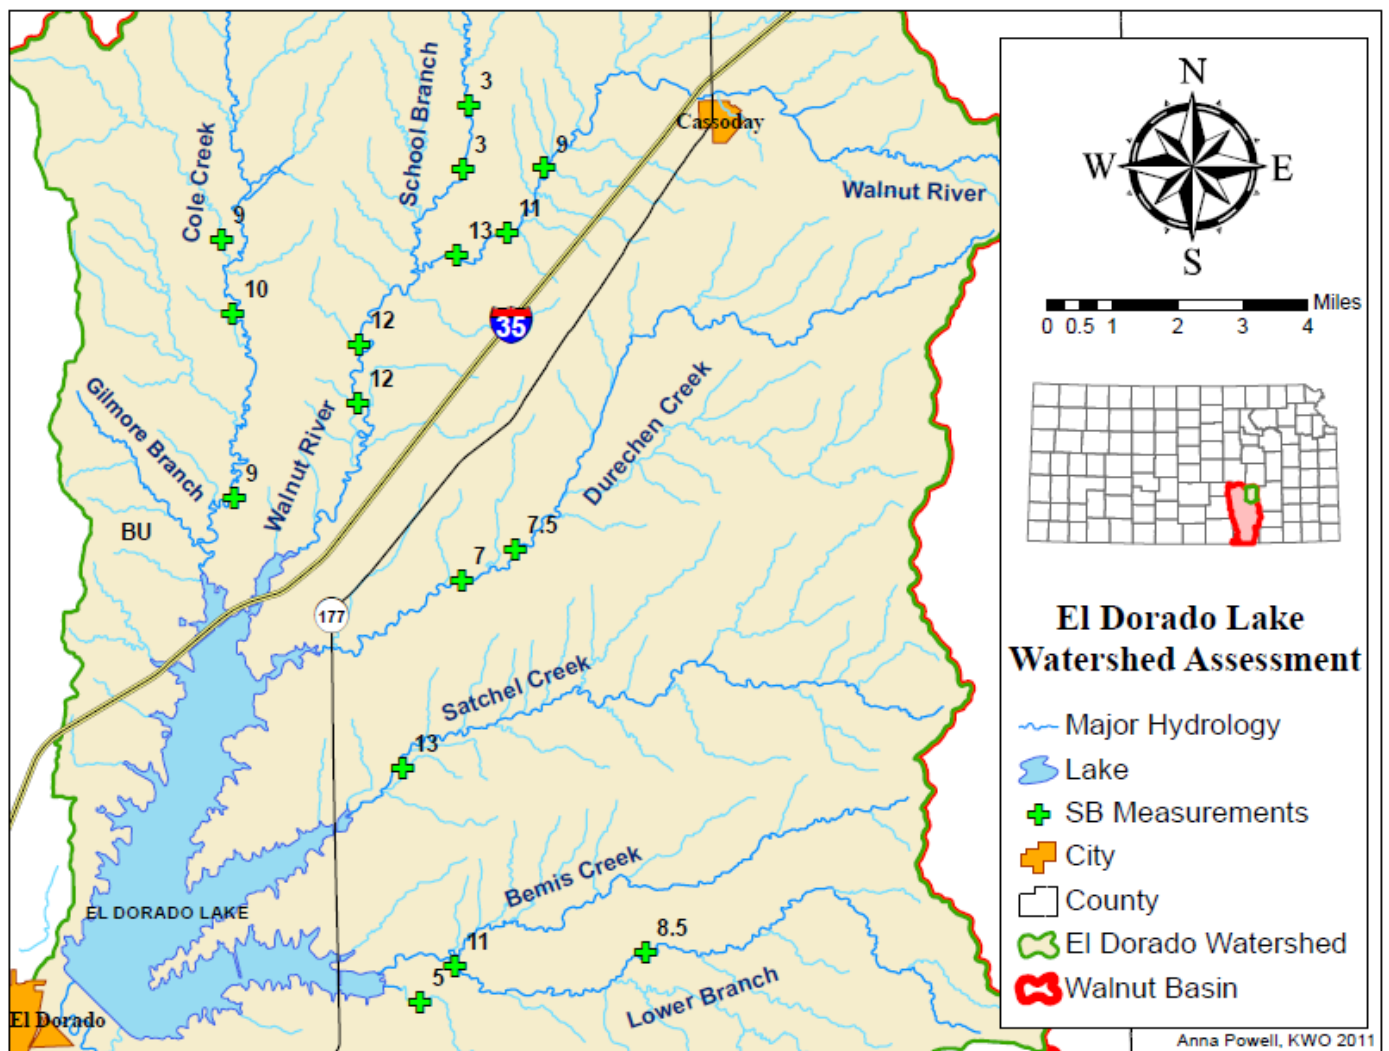 School Branch
3
Cassoday
3
9
Cole Creek
Walnut River
9
13
11
10
12
35
12
Gilmore Branch
Walnut River
Durechen Creek
9
BU
7.5
7
177
Satchel Creek
13
Bemis Creek
EL DORADO LAKE
11
8.5
5
Lower Branch
El Dorado
N
W E
S
Miles
0 0.5 1 2 3 4
El Dorado Lake
Watershed Assessment
Major Hydrology
Lake
SB Measurements
City
County
El Dorado Watershed
Walnut Basin
Anna Powell, KWO 2011